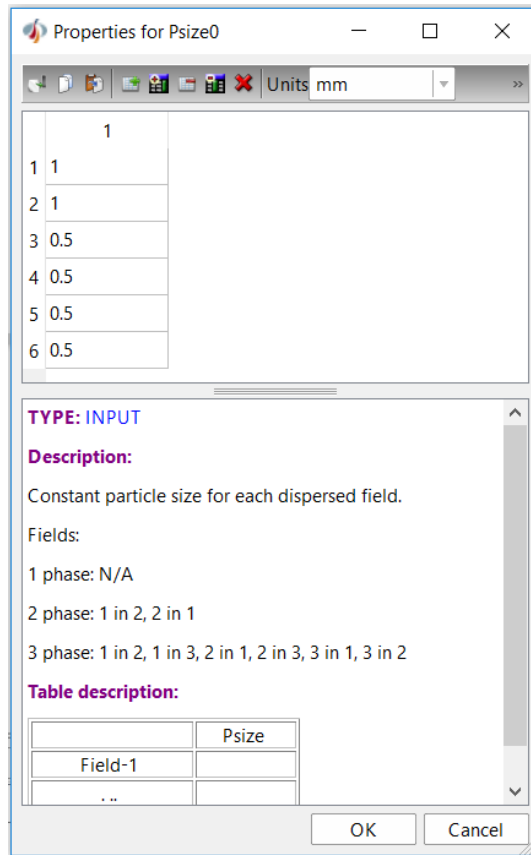 Properties for Psize0
Units mm
»
1
1 1
2 1
3 0.5
4 0.5
5 0.5
6 0.5
TYPE: INPUT
Description:
Constant particle size for each dispersed field.
Fields:
1 phase: N/A
2 phase: 1 in 2, 2 in 1
3 phase: 1 in 2, 1 in 3, 2 in 1, 2 in 3, 3 in 1, 3 in 2
Table description:
Psize
Field-1
OK Cancel